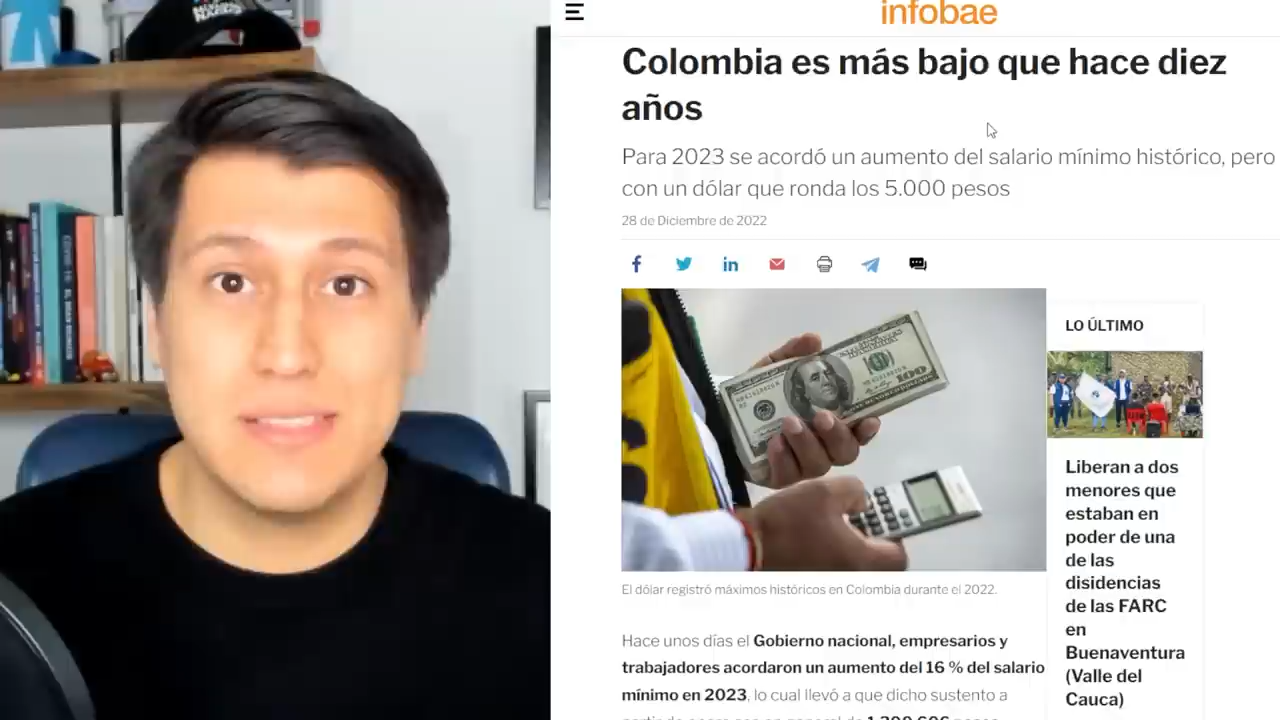 infobae
Colombia es más bajo que hace diez
años
Para 2023 se acordó un aumento del salario mínimo histórico, pero
con un dólar que ronda los 5.000 pesos
28 de Diciembre de 2022
LO ÚLTIMO
100
El dólar registró máximos históricos en Colombia durante el 2022.
Liberan a dos
menores que
estaban en
poder de una
de las
disidencias
de las FARC
en
Buenaventura
(Valle del
Cauca)
Hace unos días el Gobierno nacional, empresarios y
trabajadores acordaron un aumento del 16 % del salario
mínimo en 2023, lo cual llevó a que dicho sustento a